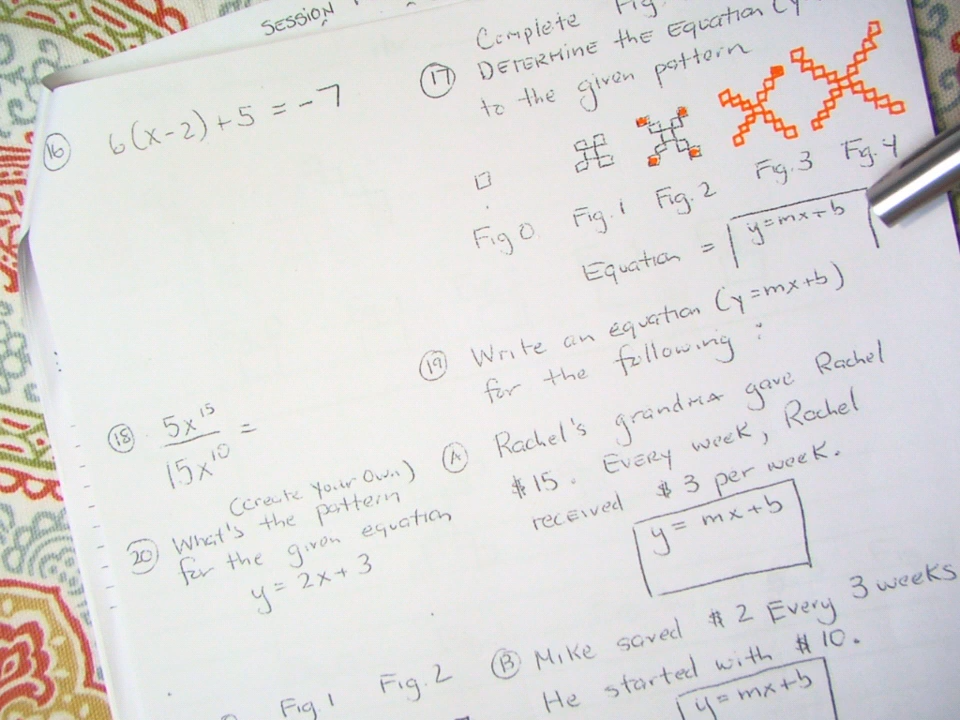 SESSION
16 6(x-2)+5 = -7
17 Complete Fig.
DETERMINE the Equation (y
to the given pattern
Fig 0 Fig. 1 Fig. 2 Fig. 3 Fig. 4
Equation = y=mx+b
18 5x^15
15x^10 =
19 Write an equation (y=mx+b)
for the following:
A Rachel's grandma gave Rachel
$15. EVERY week, Rachel
received $3 per week.
y= mx+b
(Create Your Own)
20 What's the pattern
for the given equation
y = 2x+3
Fig. 1 Fig. 2
B Mike saved $2 Every 3 weeks
He started with $10.
y=mx+b